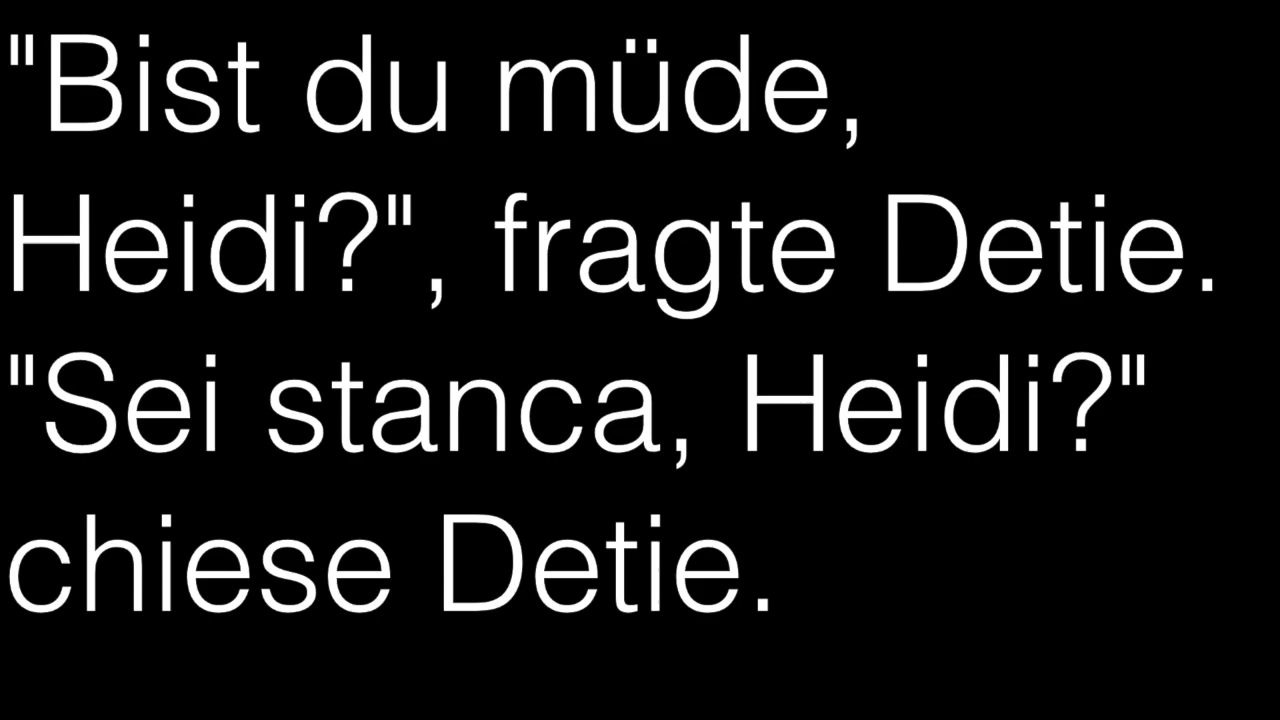 "Bist du müde,
Heidi?", fragte Detie.
"Sei stanca, Heidi?"
chiese Detie.